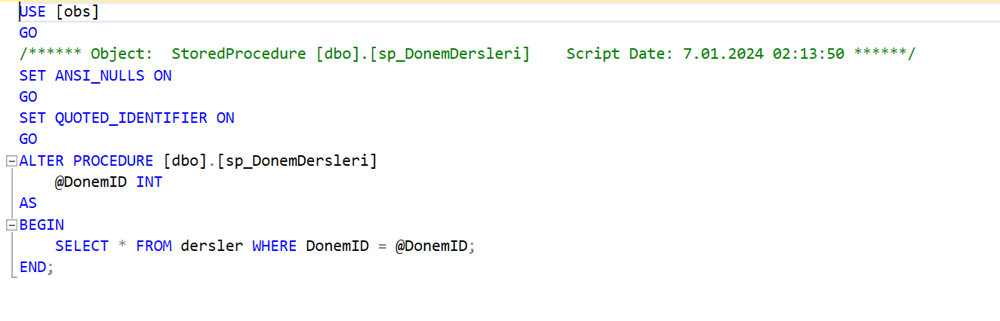 USE [obs]
GO
/****** Object:  StoredProcedure [dbo].[sp_DonemDersleri]    Script Date: 7.01.2024 02:13:50 ******/
SET ANSI_NULLS ON
GO
SET QUOTED_IDENTIFIER ON
GO
ALTER PROCEDURE [dbo].[sp_DonemDersleri]
    @DonemID INT
AS
BEGIN
    SELECT * FROM dersler WHERE DonemID = @DonemID;
END;